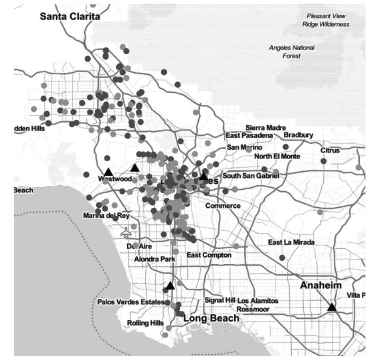 Santa Clarita
Pleasant View
Ridge Wilderness
Angeles National
Forest
dden Hills
Sierra Madre
East Pasadena
Bradbury
San Marino
North El Monte
Citrus
Westwood
es
South San Gabriel
Beach
Commerce
Marina del Rey
Del Aire
East La Mirada
Alondra Park
East Compton
Anaheim
Villa P
Palos Verdes Estates
Signal Hill
Los Alamitos
Rossmoor
Rolling Hills
Long Beach